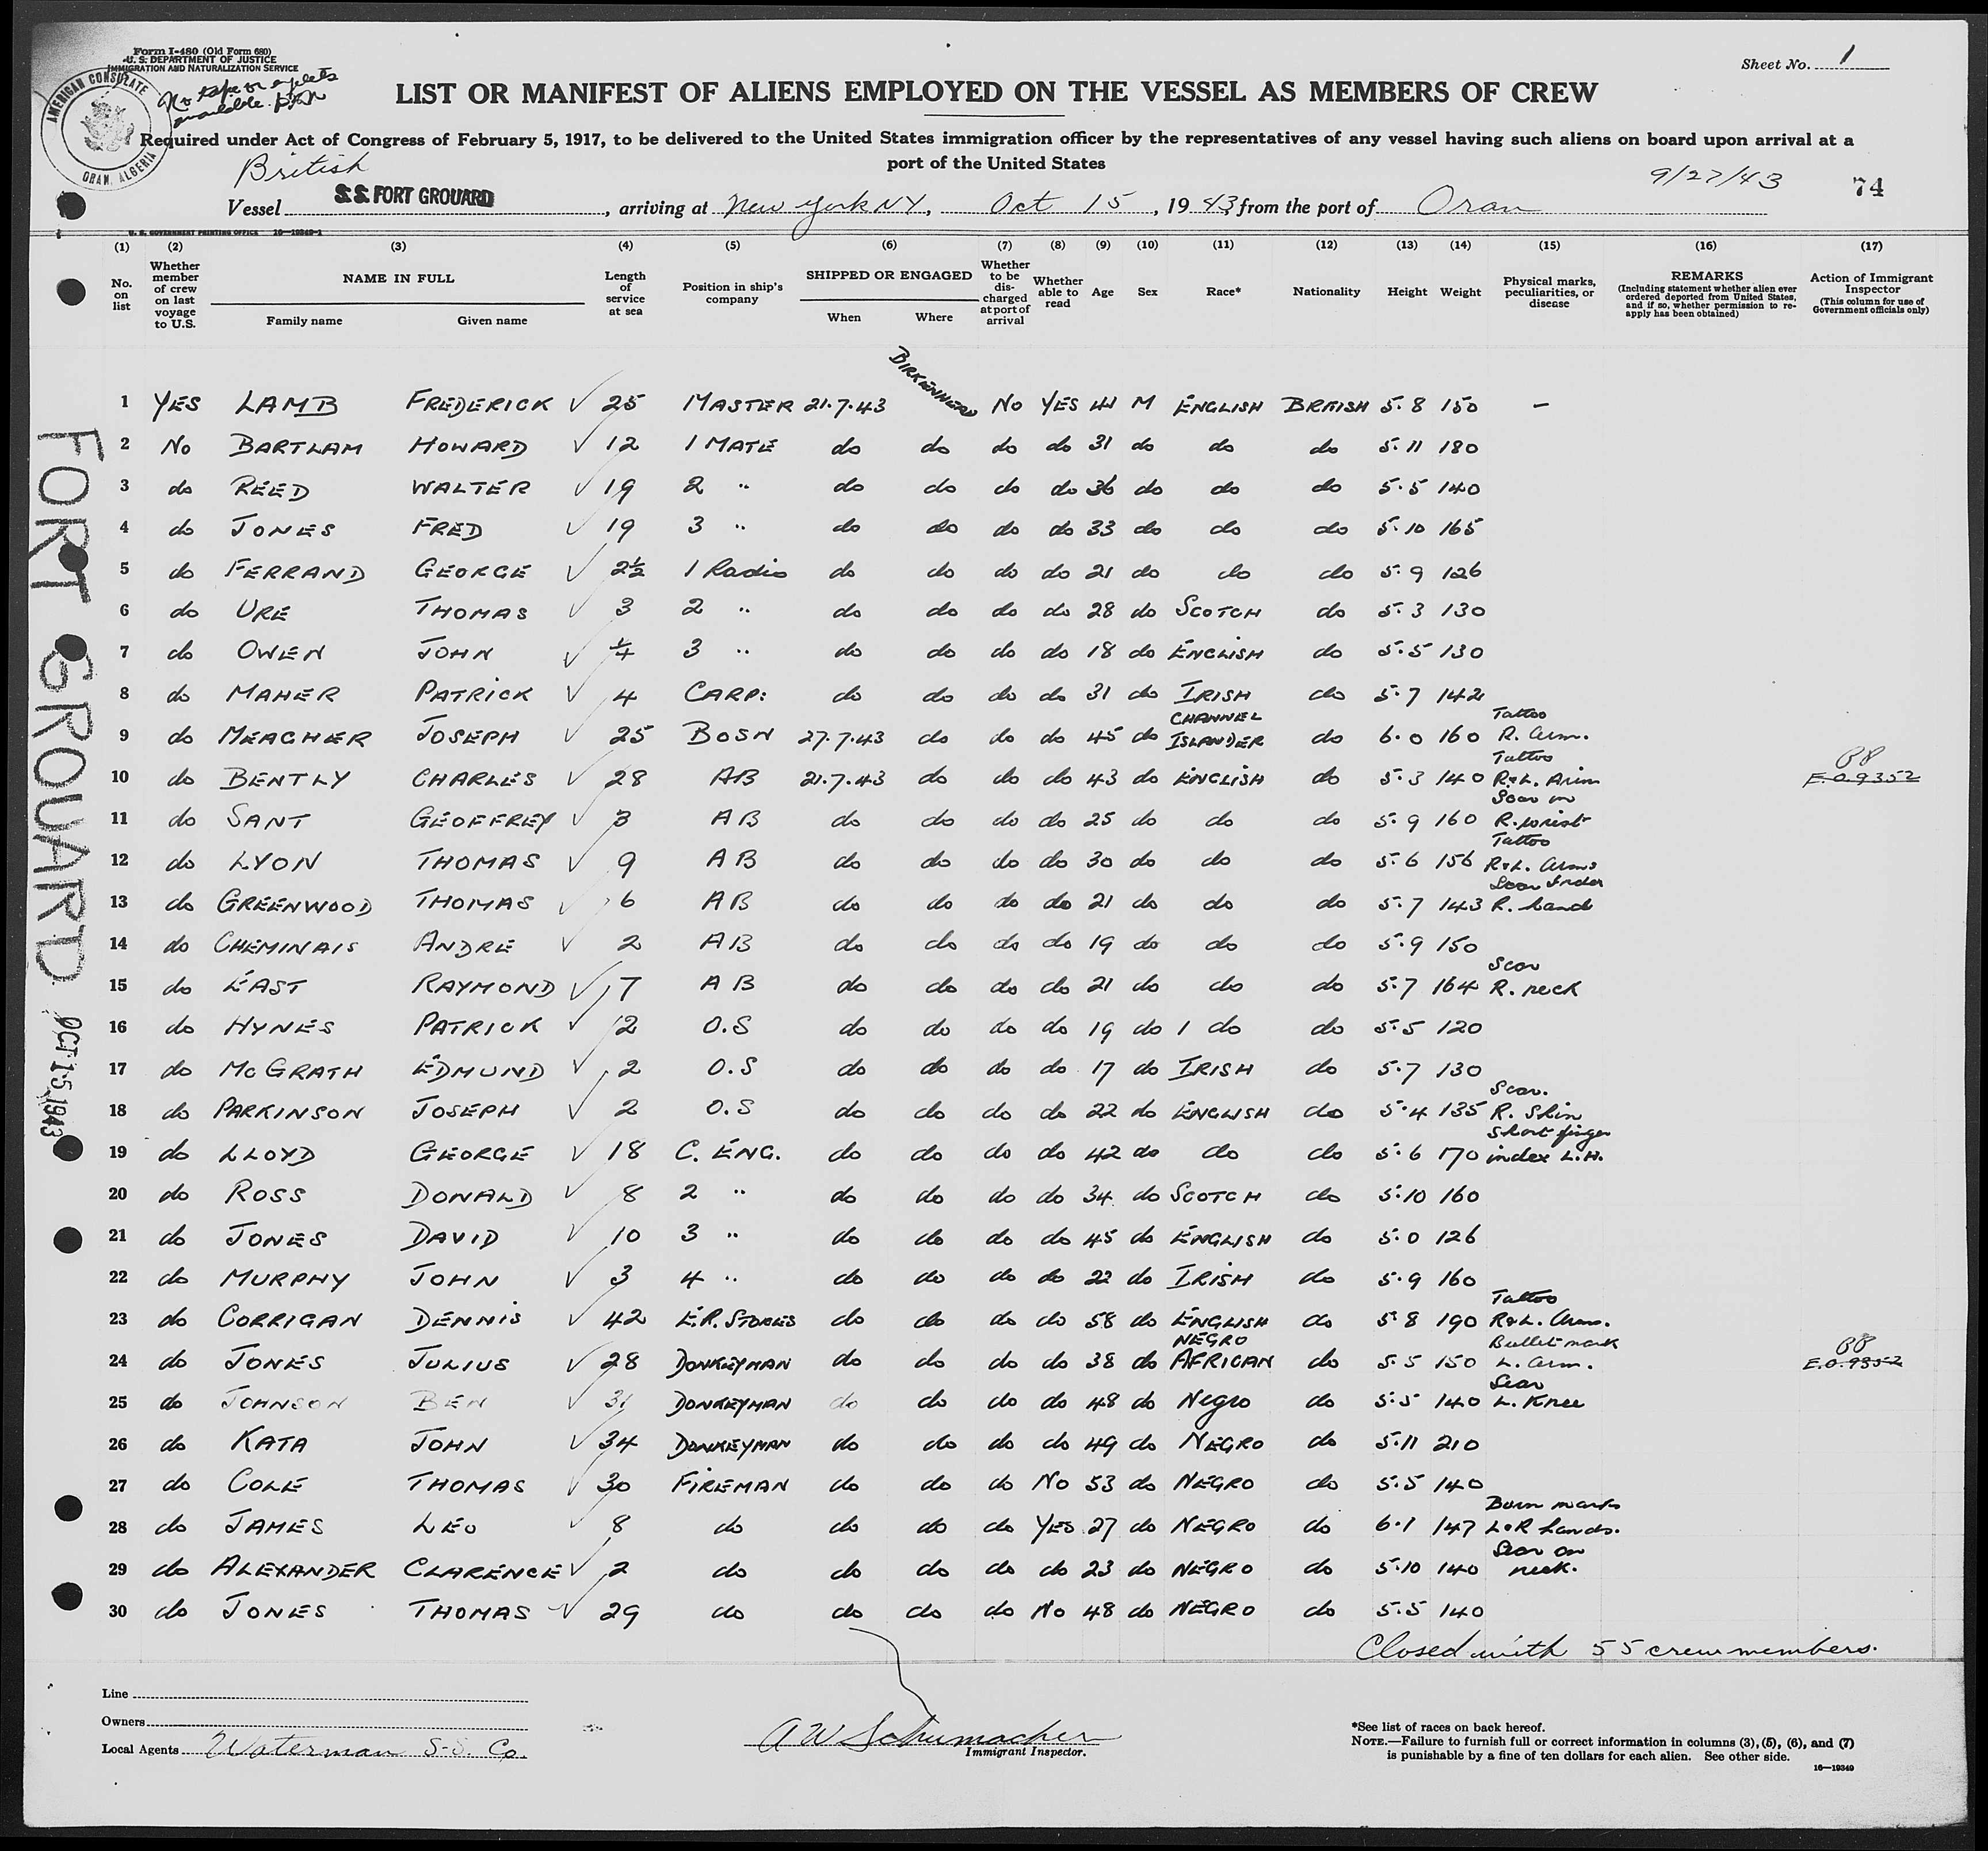 Form I-480 (Old Form 680)
U. S. DEPARTMENT OF JUSTICE
IMMIGRATION AND NATURALIZATION SERVICE
AMERICAN CONSULATE
ORAN, ALGERIA
No tape or eyelets
available.
Sheet No. 1
LIST OR MANIFEST OF ALIENS EMPLOYED ON THE VESSEL AS MEMBERS OF CREW
Required under Act of Congress of February 5, 1917, to be delivered to the United States immigration officer by the representatives of any vessel having such aliens on board upon arrival at a
port of the United States
British
9/27/43 74
Vessel S.S FORT GROUARD, arriving at New York NY, Oct 15, 1943, from the port of Oran
U. S. GOVERNMENT PRINTING OFFICE 16—19349-1
(1) (2) (3) (4) (5) (6) (7) (8) (9) (10) (11) (12) (13) (14) (15) (16) (17)
No. on list
Whether member of crew on last voyage to U.S.
NAME IN FULL
Family name Given name
Length of service at sea
Position in ship's company
SHIPPED OR ENGAGED
When Where
Whether to be discharged at port of arrival
Whether able to read
Age
Sex
Race*
Nationality
Height
Weight
Physical marks, peculiarities, or disease
REMARKS
(Including statement whether alien ever ordered deported from United States, and if so, whether permission to re-apply has been obtained)
Action of Immigrant Inspector
(This column for use of Government officials only)
1 YES LAMB FREDERICK √ 25 MASTER 21.7.43 BIRKENHEAD NO YES 41 M ENGLISH BRITISH 5.8 150 –
2 No BARTLAM HOWARD √ 12 1 MATE do do do do 31 do do do 5.11 180
3 do REED WALTER √ 19 2 " do do do do 36 do do do 5.5 140
4 do JONES FRED √ 19 3 " do do do do 33 do do do 5.10 165
5 do FERRAND GEORGE √ 2½ 1 Radio do do do do 21 do do do 5.9 126
6 do URE THOMAS √ 3 2 " do do do do 28 do SCOTCH do 5.3 130
7 do OWEN JOHN √ ¼ 3 " do do do do 18 do ENGLISH do 5.5 130
8 do MAHER PATRICK √ 4 CARP: do do do do 31 do IRISH do 5.7 142
9 do MEAGHER JOSEPH √ 25 BOSN 27.7.43 do do do 45 do CHANNEL ISLANDER do 6.0 160 Tattoo R. Arm.
10 do BENTLY CHARLES √ 28 AB 21.7.43 do do do 43 do ENGLISH do 5.3 140 Tattoo R&L. Arm E.O.9352
11 do SANT GEOFFREY √ 3 AB do do do do 25 do do do 5.9 160 Scar on R. wrist
12 do LYON THOMAS √ 9 AB do do do do 30 do do do 5.6 156 Tattoo R&L. Arms
13 do GREENWOOD THOMAS √ 6 AB do do do do 21 do do do 5.7 143 Scar R. hand
14 do CHEMINAIS ANDRE √ 2 AB do do do do 19 do do do 5.9 150
15 do EAST RAYMOND √ 7 AB do do do do 21 do do do 5.7 164 Scar R. neck
16 do HYNES PATRICK √ 2 O.S do do do do 19 do do do 5.5 120
17 do McGRATH EDMUND √ 2 O.S do do do do 17 do IRISH do 5.7 130
18 do PARKINSON JOSEPH √ 2 O.S do do do do 22 do ENGLISH do 5.4 135 Scar. R. Shin
19 do LLOYD GEORGE √ 18 C. ENG. do do do do 42 do do do 5.6 170 Short finger index L.H.
20 do ROSS DONALD √ 8 2 " do do do do 34 do SCOTCH do 5.10 160
21 do JONES DAVID √ 10 3 " do do do do 45 do ENGLISH do 5.0 126
22 do MURPHY JOHN √ 3 4 " do do do do 22 do IRISH do 5.9 160
23 do CORRIGAN DENNIS √ 42 E.R. STORES do do do do 58 do ENGLISH do 5.8 190 Tattoo R&L. Arm.
24 do JONES JULIUS √ 28 DONKEYMAN do do do do 38 do NEGRO AFRICAN do 5.5 150 Bullet mark L. arm. E.O.9352
25 do JOHNSON BEN √ 31 DONKEYMAN do do do do 48 do Negro do 5.5 140 Scar L. Knee
26 do KATA JOHN √ 34 DONKEYMAN do do do do 49 do NEGRO do 5.11 210
27 do COLE THOMAS √ 30 FIREMAN do do do No 53 do NEGRO do 5.5 140
28 do JAMES LEO √ 8 do do do do YES 27 do NEGRO do 6.1 147 Burn marks L&R hands.
29 do ALEXANDER CLARENCE √ 2 do do do do do 23 do NEGRO do 5.10 140 Scar on neck.
30 do JONES THOMAS √ 29 do do do do No 48 do NEGRO do 5.5 140
Closed with 55 crew members.
FORT GROUARD OCT 15 1943
Line
Owners
Local Agents Waterman S.S. Co.
A W Schumacher
Immigrant Inspector.
*See list of races on back hereof.
NOTE.—Failure to furnish full or correct information in columns (3), (5), (6), and (7)
is punishable by a fine of ten dollars for each alien. See other side.
16—19349